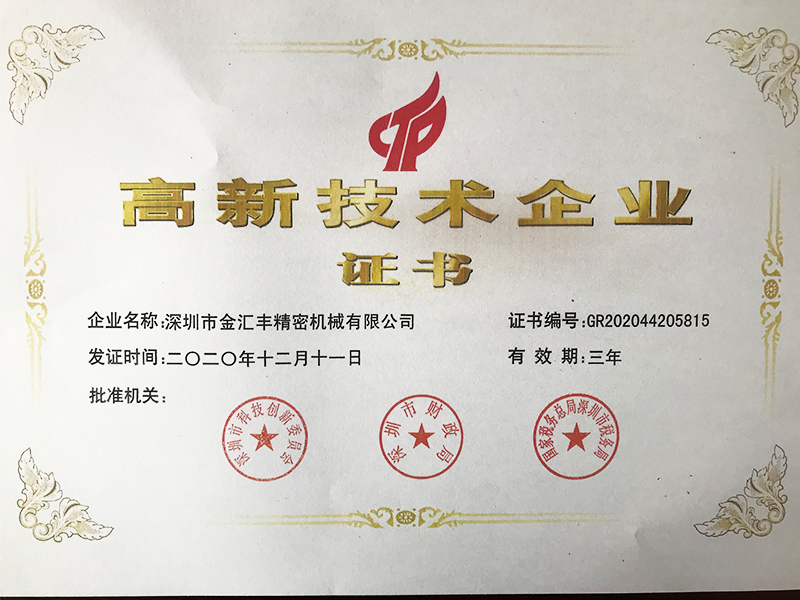 高新技术企业
证书
企业名称:深圳市金汇丰精密机械有限公司
证书编号:GR202044205815
发证时间:二〇二〇年十二月十一日
有 效 期:三年
批准机关:
深圳市科技创新委员会
深圳市财政局
国家税务总局深圳市税务局